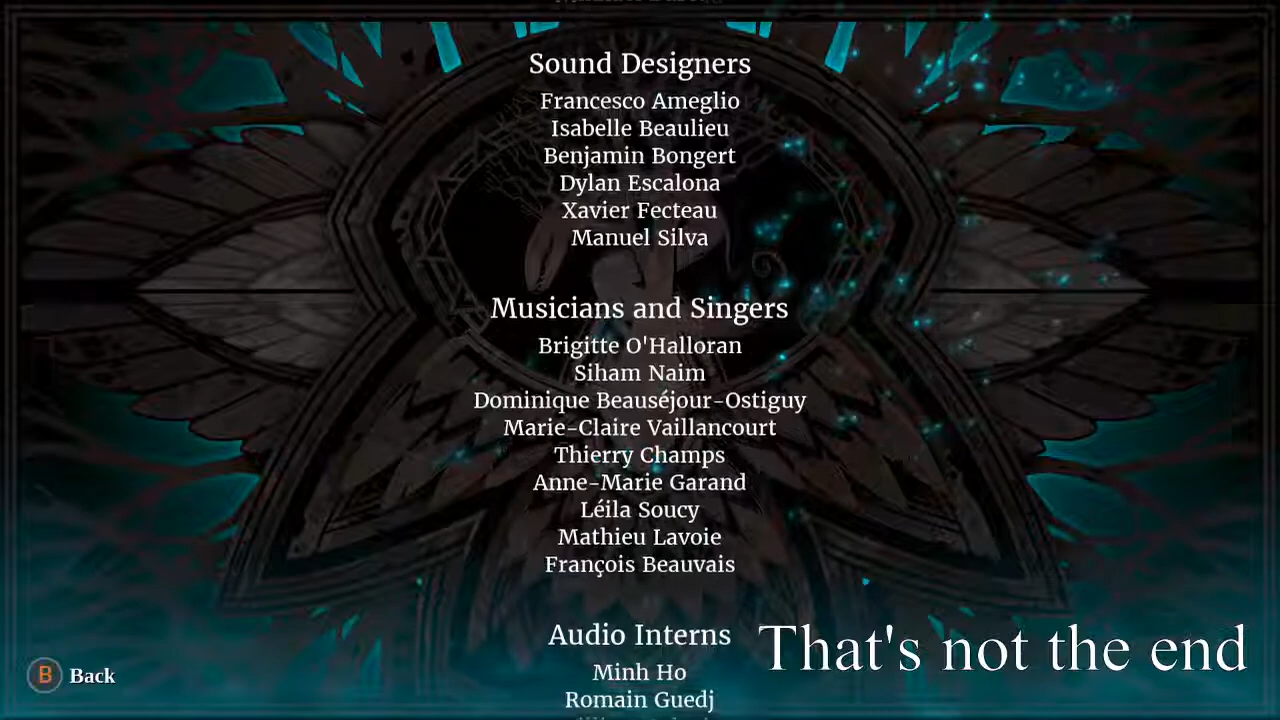 Sound Designers
Francesco Ameglio
Isabelle Beaulieu
Benjamin Bongert
Dylan Escalona
Xavier Fecteau
Manuel Silva
Musicians and Singers
Brigitte O'Halloran
Siham Naim
Dominique Beauséjour-Ostiguy
Marie-Claire Vaillancourt
Thierry Champs
Anne-Marie Garand
Léila Soucy
Mathieu Lavoie
François Beauvais
Audio Interns
That's not the end
Minh Ho
B Back
Romain Guedj